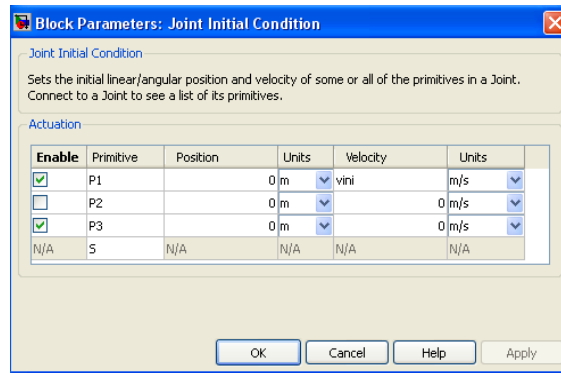 Block Parameters: Joint Initial Condition
Joint Initial Condition
Sets the initial linear/angular position and velocity of some or all of the primitives in a Joint.
Connect to a Joint to see a list of its primitives.
Actuation
Enable Primitive Position Units Velocity Units
P1 0 m vini m/s
P2 0 m 0 m/s
P3 0 m 0 m/s
N/A S N/A N/A N/A N/A
OK Cancel Help Apply